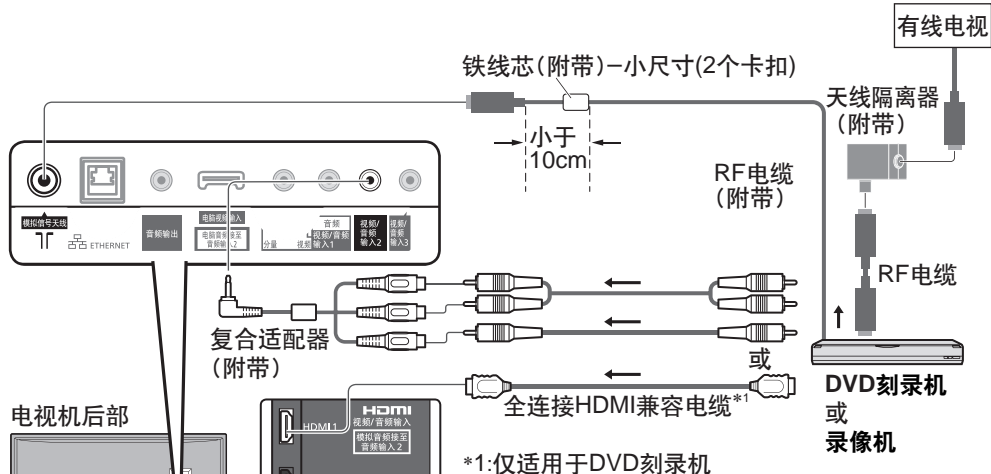 有线电视
铁线芯（附带）–小尺寸(2个卡扣)
天线隔离器
（附带）
小于
10cm
RF电缆
（附带）
模拟信号天线
ETHERNET
音频输出
电脑视频输入
电脑音频接至
音频输入2
分量
视频
音频
视频/音频
输入1
视频/
音频
输入2
视频/
音频
输入3
RF电缆
复合适配器
（附带）
或
全连接HDMI兼容电缆*1
DVD刻录机
或
录像机
电视机后部
HDMI 1
HDMI
视频/音频输入
模拟音频接至
音频输入2
*1:仅适用于DVD刻录机